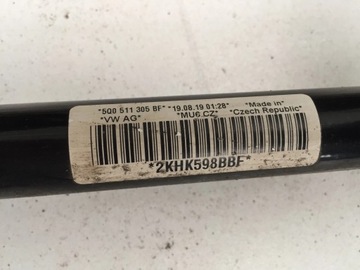 *5Q0 511 305 BF* *19.08.19 01:28* *Made in*
*VW AG* *MU6.CZ* *Czech Republic*
*2KHK598BBF*